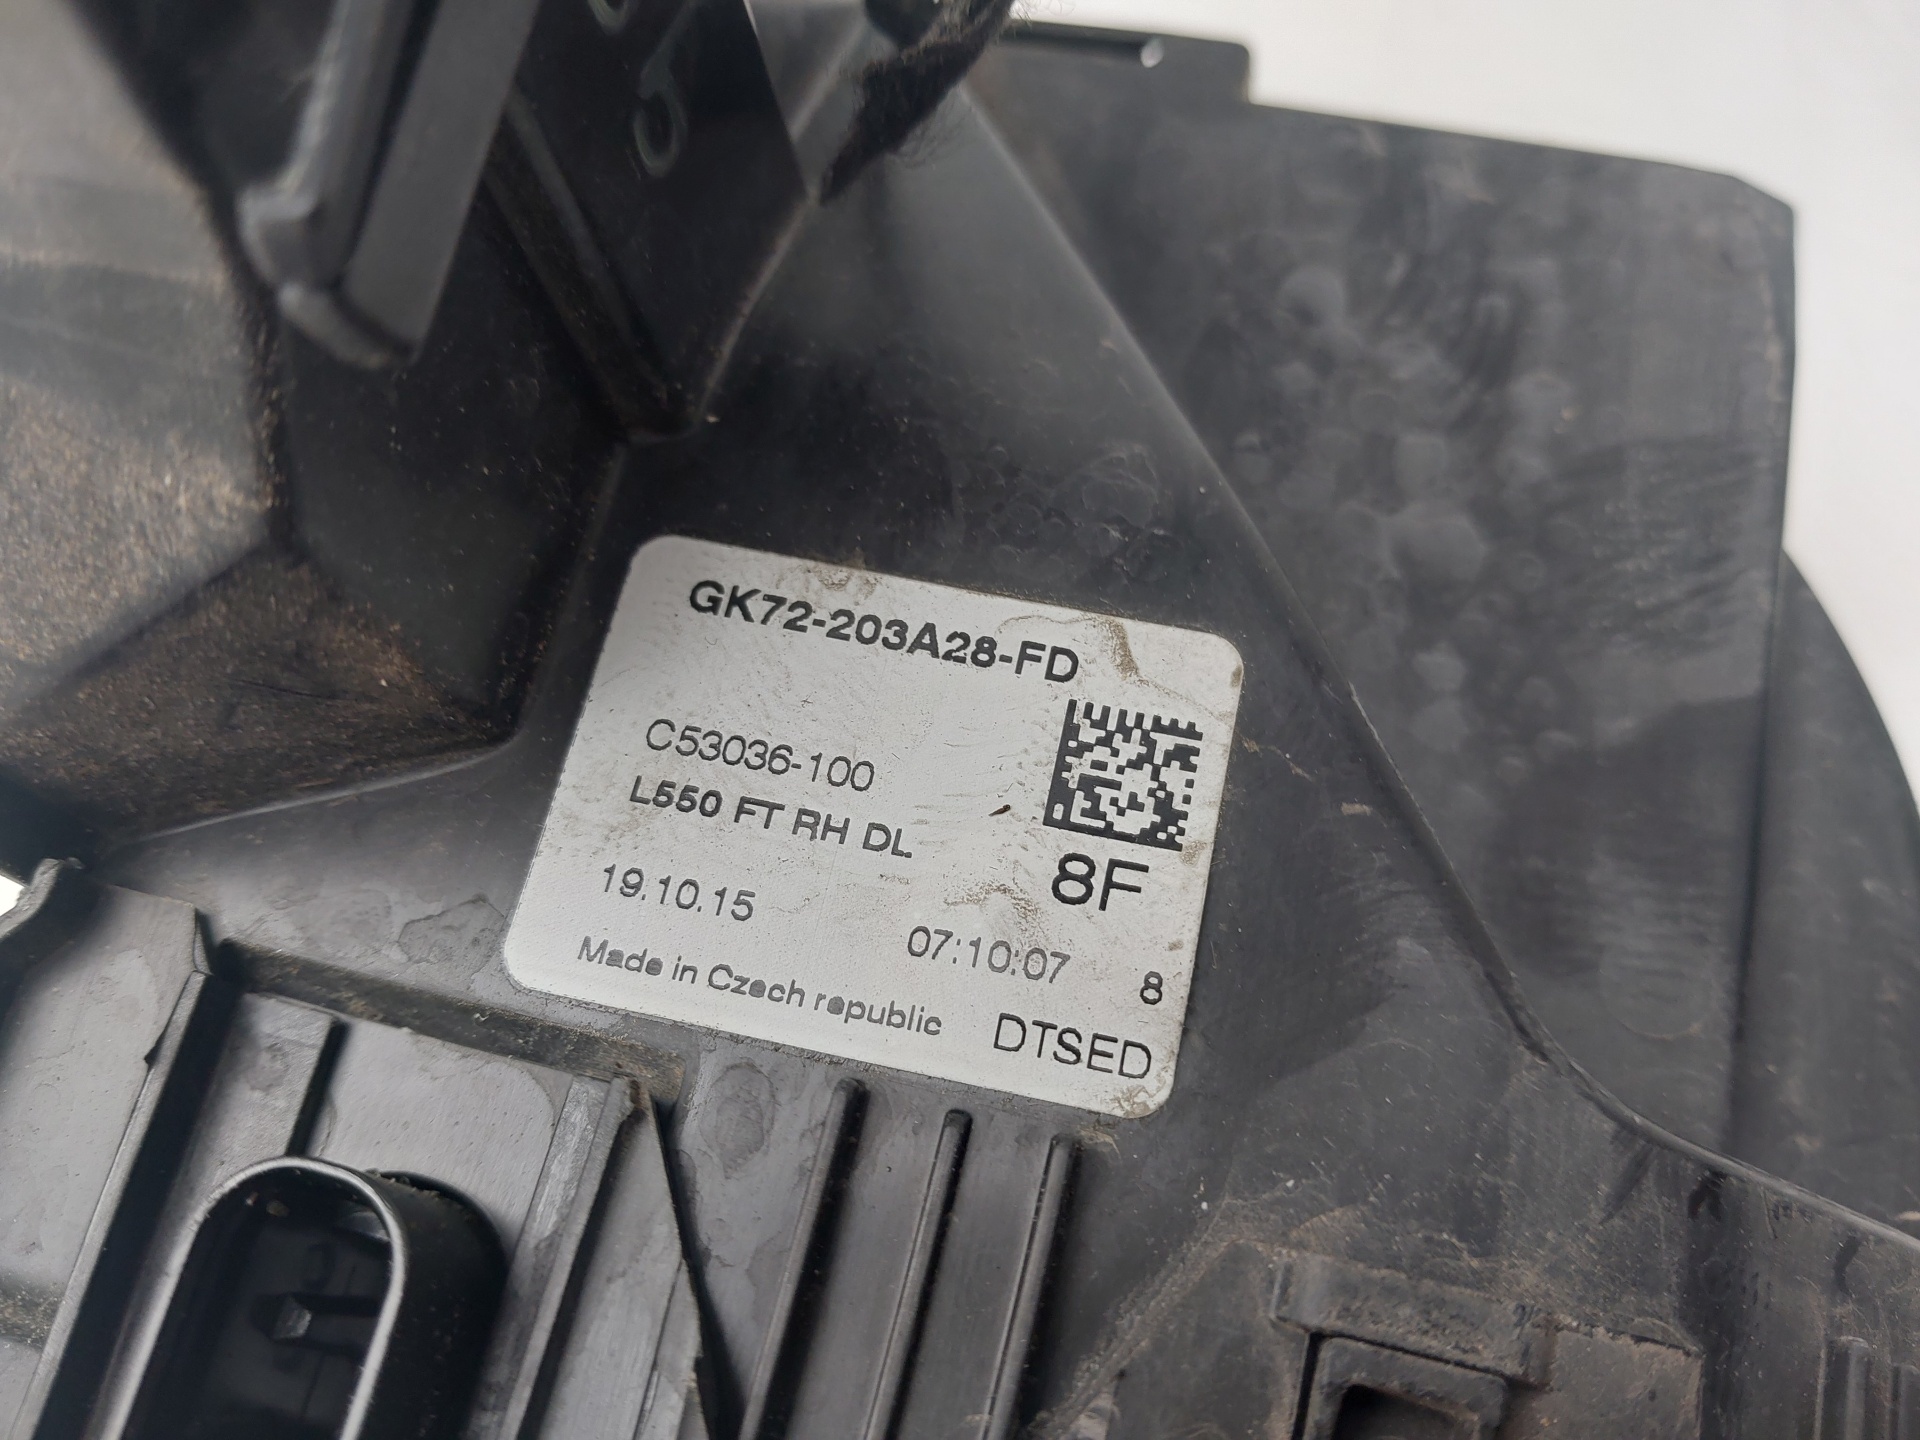 GK72-203A28-FD
C53036-100
L550 FT RH DL
8F
19.10.15
07:10:07
8
Made in Czech republic
DTSED